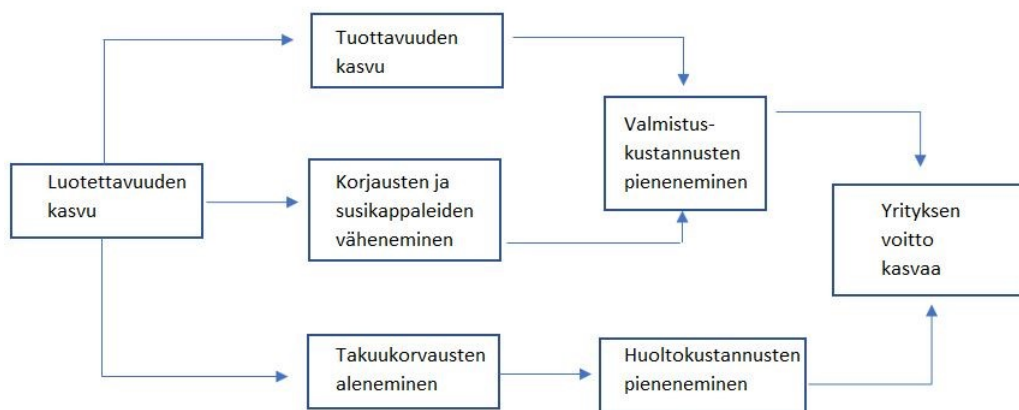 Tuottavuuden
kasvu
Valmistus-
kustannusten
pieneneminen
Luotettavuuden
kasvu
Korjausten ja
susikappaleiden
väheneminen
Yrityksen
voitto
kasvaa
Takuukorvausten
aleneminen
Huoltokustannusten
pieneneminen